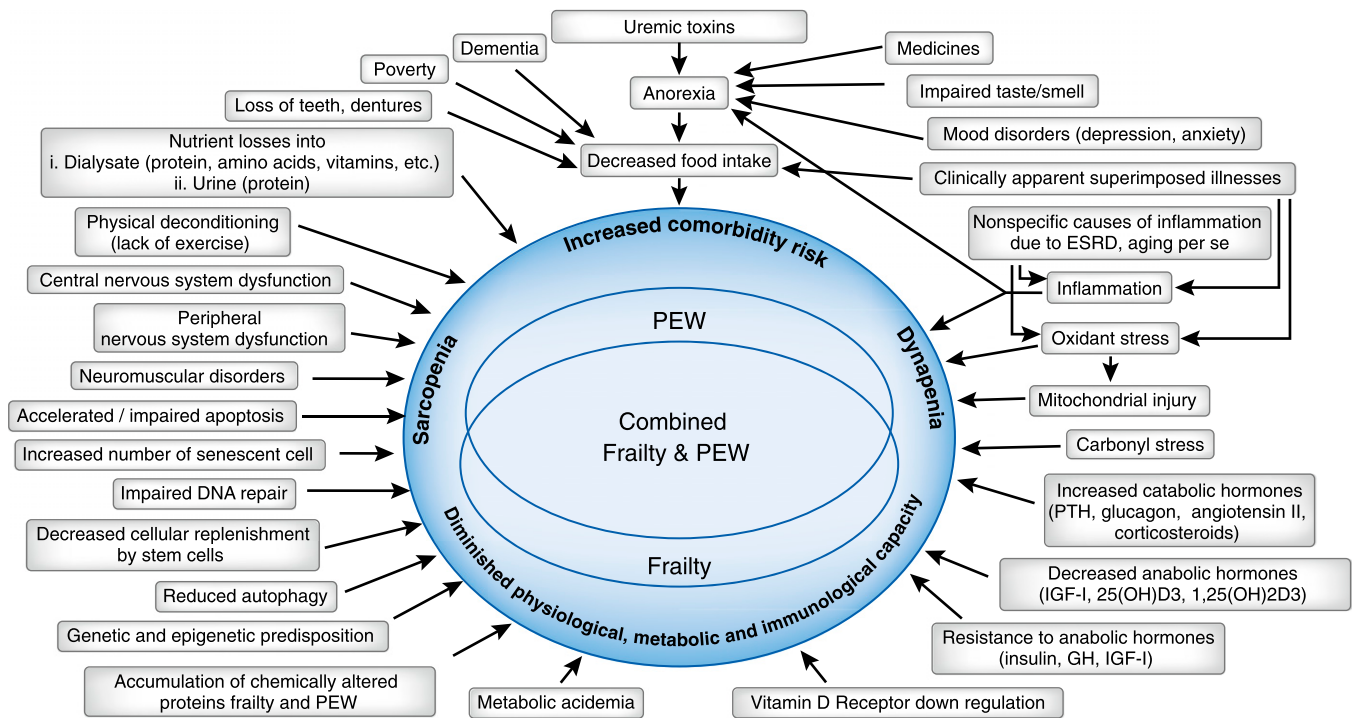 Uremic toxins
Dementia
Medicines
Poverty
Anorexia
Impaired taste/smell
Loss of teeth, dentures
Mood disorders (depression, anxiety)
Nutrient losses into
i. Dialysate (protein, amino acids, vitamins, etc.)
ii. Urine (protein)
Decreased food intake
Clinically apparent superimposed illnesses
Physical deconditioning
(lack of exercise)
Nonspecific causes of inflammation
due to ESRD, aging per se
Increased comorbidity risk
Central nervous system dysfunction
Inflammation
Peripheral
nervous system dysfunction
PEW
Oxidant stress
Sarcopenia
Dynapenia
Neuromuscular disorders
Mitochondrial injury
Accelerated / impaired apoptosis
Combined
Frailty & PEW
Increased number of senescent cell
Carbonyl stress
Impaired DNA repair
Increased catabolic hormones
(PTH, glucagon, angiotensin II,
corticosteroids)
Decreased cellular replenishment
by stem cells
Frailty
Diminished physiological, metabolic and immunological capacity
Decreased anabolic hormones
(IGF-I, 25(OH)D3, 1,25(OH)2D3)
Reduced autophagy
Genetic and epigenetic predisposition
Resistance to anabolic hormones
(insulin, GH, IGF-I)
Accumulation of chemically altered
proteins frailty and PEW
Metabolic acidemia
Vitamin D Receptor down regulation